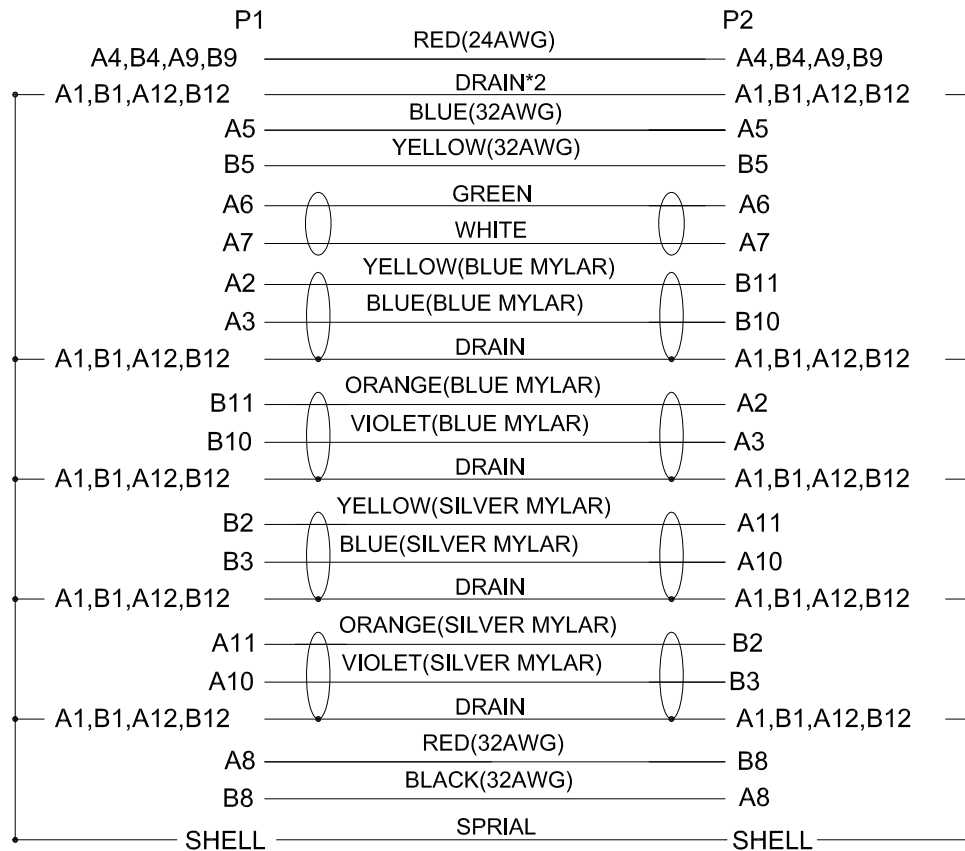 P1 P2
A4,B4,A9,B9 RED(24AWG) A4,B4,A9,B9
A1,B1,A12,B12 DRAIN*2 A1,B1,A12,B12
A5 BLUE(32AWG) A5
B5 YELLOW(32AWG) B5
A6 GREEN A6
A7 WHITE A7
A2 YELLOW(BLUE MYLAR) B11
A3 BLUE(BLUE MYLAR) B10
A1,B1,A12,B12 DRAIN A1,B1,A12,B12
B11 ORANGE(BLUE MYLAR) A2
B10 VIOLET(BLUE MYLAR) A3
A1,B1,A12,B12 DRAIN A1,B1,A12,B12
B2 YELLOW(SILVER MYLAR) A11
B3 BLUE(SILVER MYLAR) A10
A1,B1,A12,B12 DRAIN A1,B1,A12,B12
A11 ORANGE(SILVER MYLAR) B2
A10 VIOLET(SILVER MYLAR) B3
A1,B1,A12,B12 DRAIN A1,B1,A12,B12
A8 RED(32AWG) B8
B8 BLACK(32AWG) A8
SHELL SPRIAL SHELL